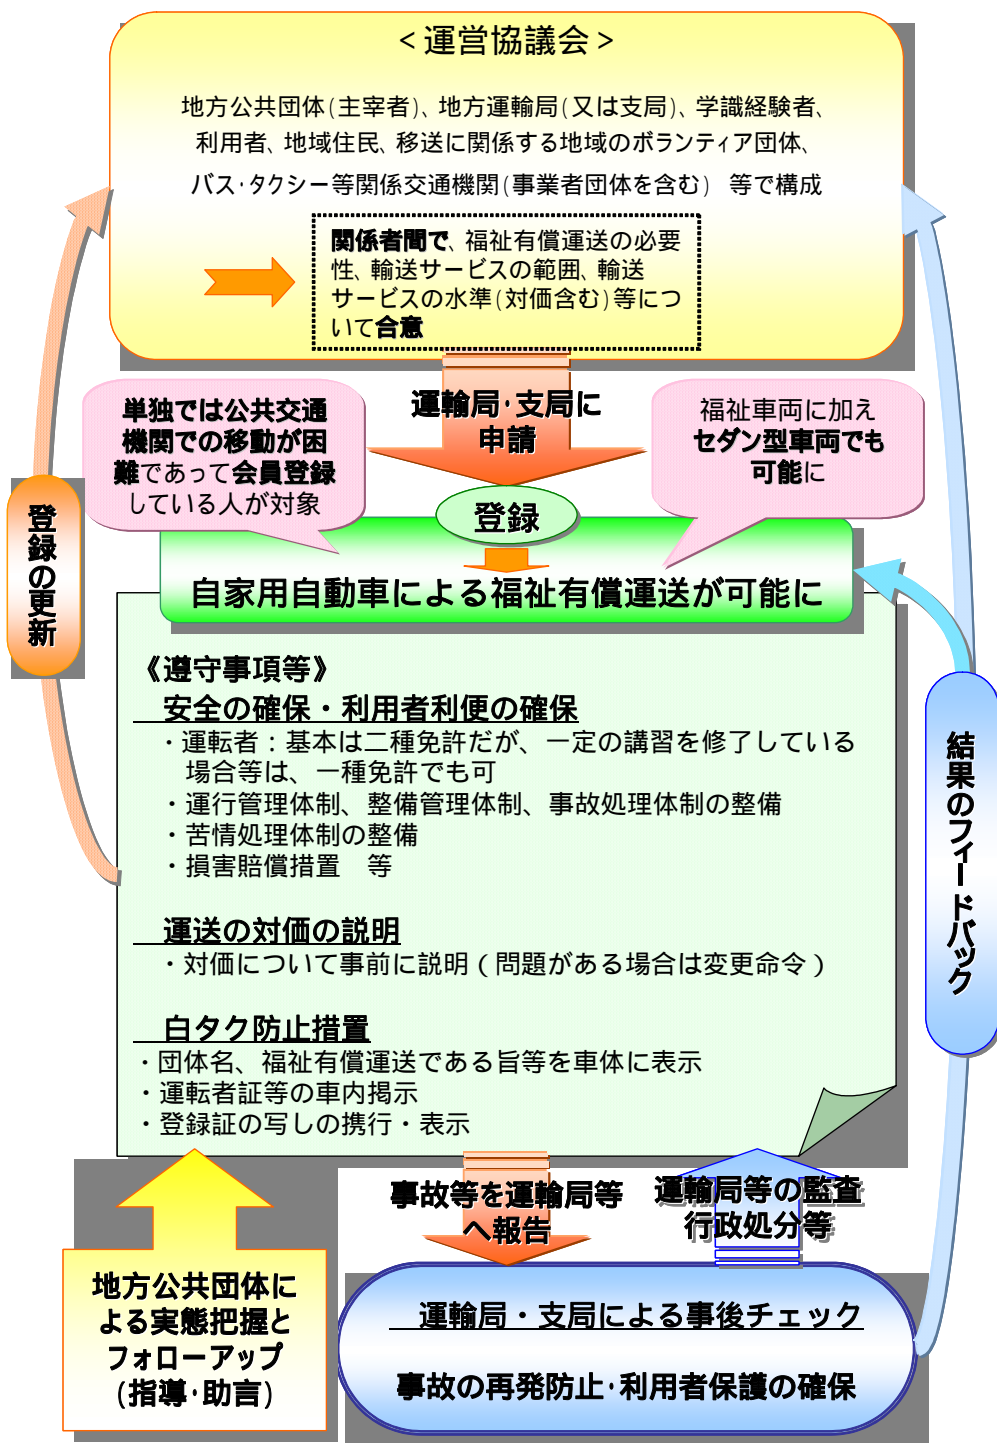 <運営協議会>
地方公共団体(主宰者)、地方運輸局(又は支局)、学識経験者、
利用者、地域住民、移送に関係する地域のボランティア団体、
バス・タクシー等関係交通機関(事業者団体を含む) 等で構成
関係者間で、福祉有償運送の必要
性、輸送サービスの範囲、輸送
サービスの水準(対価含む)等につ
いて合意
運輸局・支局に
申請
単独では公共交通
機関での移動が困
難であって会員登録
している人が対象
福祉車両に加え
セダン型車両でも
可能に
登録
自家用自動車による福祉有償運送が可能に
登録の更新
結果のフィードバック
《遵守事項等》
安全の確保・利用者利便の確保
・運転者:基本は二種免許だが、一定の講習を修了している
場合等は、一種免許でも可
・運行管理体制、整備管理体制、事故処理体制の整備
・苦情処理体制の整備
・損害賠償措置 等
運送の対価の説明
・対価について事前に説明(問題がある場合は変更命令)
白タク防止措置
・団体名、福祉有償運送である旨等を車体に表示
・運転者証等の車内掲示
・登録証の写しの携行・表示
事故等を運輸局等
へ報告
運輸局等の監査
行政処分等
地方公共団体に
よる実態把握と
フォローアップ
(指導・助言)
運輸局・支局による事後チェック
事故の再発防止・利用者保護の確保